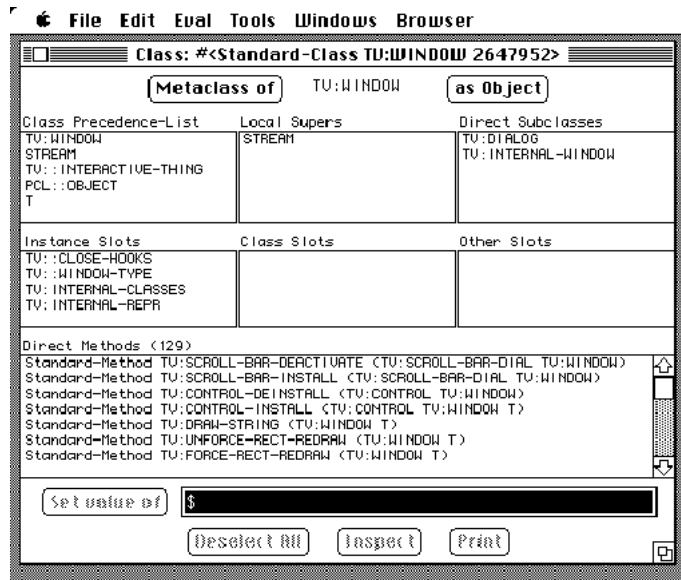 File Edit Eval Tools Windows Browser
Class: #<Standard-Class TV:WINDOW 2647952>
Metaclass of TV:WINDOW as Object
Class Precedence-List Local Supers Direct Subclasses
TV:WINDOW STREAM TV:DIALOG
STREAM TV:INTERNAL-WINDOW
TV::INTERACTIVE-THING
PCL::OBJECT
T
Instance Slots Class Slots Other Slots
TV::CLOSE-HOOKS
TV::WINDOW-TYPE
TV:INTERNAL-CLASSES
TV:INTERNAL-REPR
Direct Methods (129)
Standard-Method TV:SCROLL-BAR-DEACTIVATE (TV:SCROLL-BAR-DIAL TV:WINDOW)
Standard-Method TV:SCROLL-BAR-INSTALL (TV:SCROLL-BAR-DIAL TV:WINDOW)
Standard-Method TV:CONTROL-DEINSTALL (TV:CONTROL TV:WINDOW)
Standard-Method TV:CONTROL-INSTALL (TV:CONTROL TV:WINDOW T)
Standard-Method TV:DRAW-STRING (TV:WINDOW T)
Standard-Method TV:UNFORCE-RECT-REDRAW (TV:WINDOW T)
Standard-Method TV:FORCE-RECT-REDRAW (TV:WINDOW T)
Set value of $
Deselect All Inspect Print